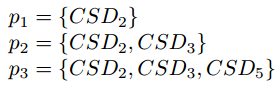 p₁ = {CSD₂}
p₂ = {CSD₂, CSD₃}
p₃ = {CSD₂, CSD₃, CSD₅}